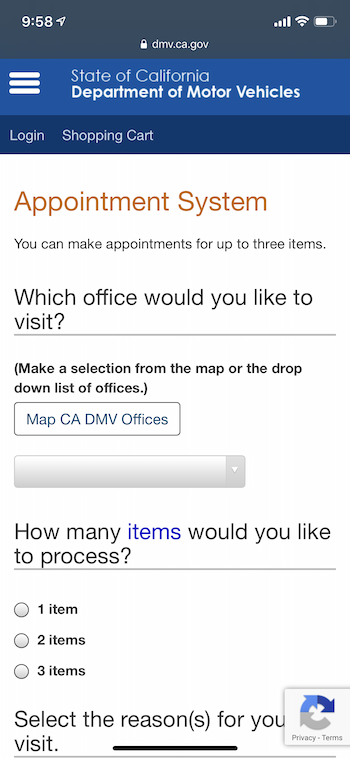 9:58
dmv.ca.gov
State of California
Department of Motor Vehicles
Login Shopping Cart
Appointment System
You can make appointments for up to three items.
Which office would you like to
visit?
(Make a selection from the map or the drop
down list of offices.)
Map CA DMV Offices
How many items would you like
to process?
1 item
2 items
3 items
Select the reason(s) for you
visit.
Privacy - Terms